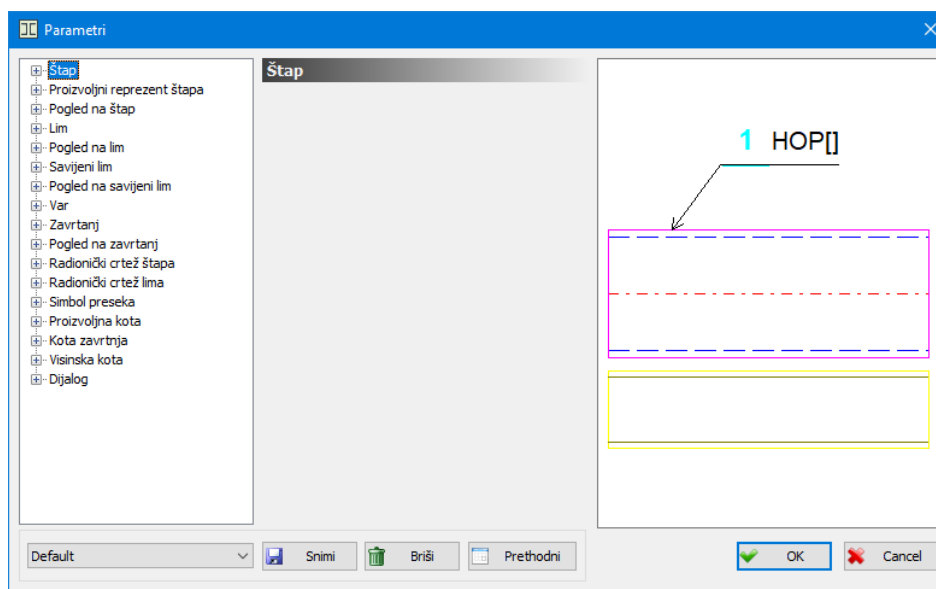 Parametri
Štap
Proizvoljni reprezent štapa
Pogled na štap
Lim
Pogled na lim
Savijeni lim
Pogled na savijeni lim
Var
Zavrtanj
Pogled na zavrtanj
Radionički crtež štapa
Radionički crtež lima
Simbol preseka
Proizvoljna kota
Kota zavrtnja
Visinska kota
Dijalog
Štap
1 HOP[]
Default
Snimi
Briši
Prethodni
OK
Cancel